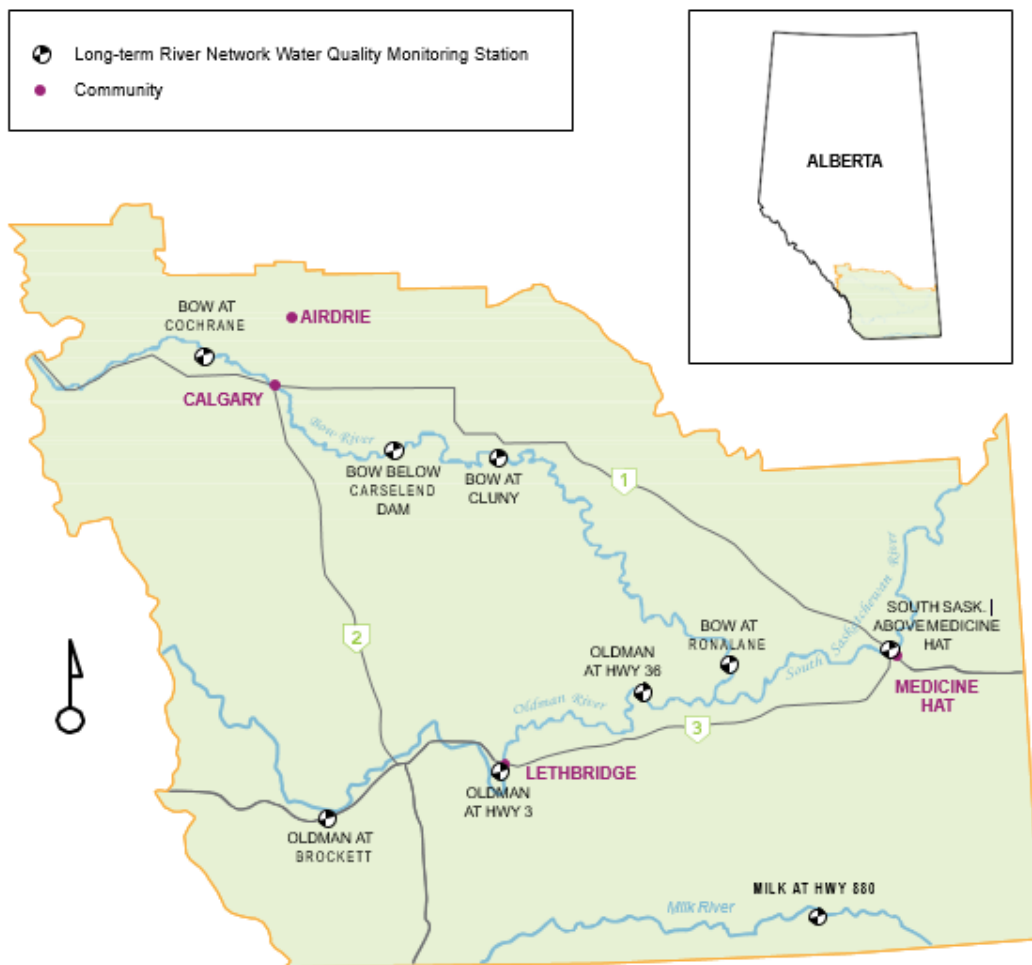 Long-term River Network Water Quality Monitoring Station
Community
ALBERTA
BOW AT
COCHRANE
AIRDRIE
CALGARY
Bow River
BOW BELOW
CARSELEND
DAM
BOW AT
CLUNY
1
2
South Saskatchewan River
SOUTH SASK. |
ABOVE MEDICINE
HAT
BOW AT
RONALANE
OLDMAN
AT HWY 36
MEDICINE
HAT
Oldman River
3
LETHBRIDGE
OLDMAN
AT HWY 3
OLDMAN AT
BROCKETT
MILK AT HWY 880
Milk River